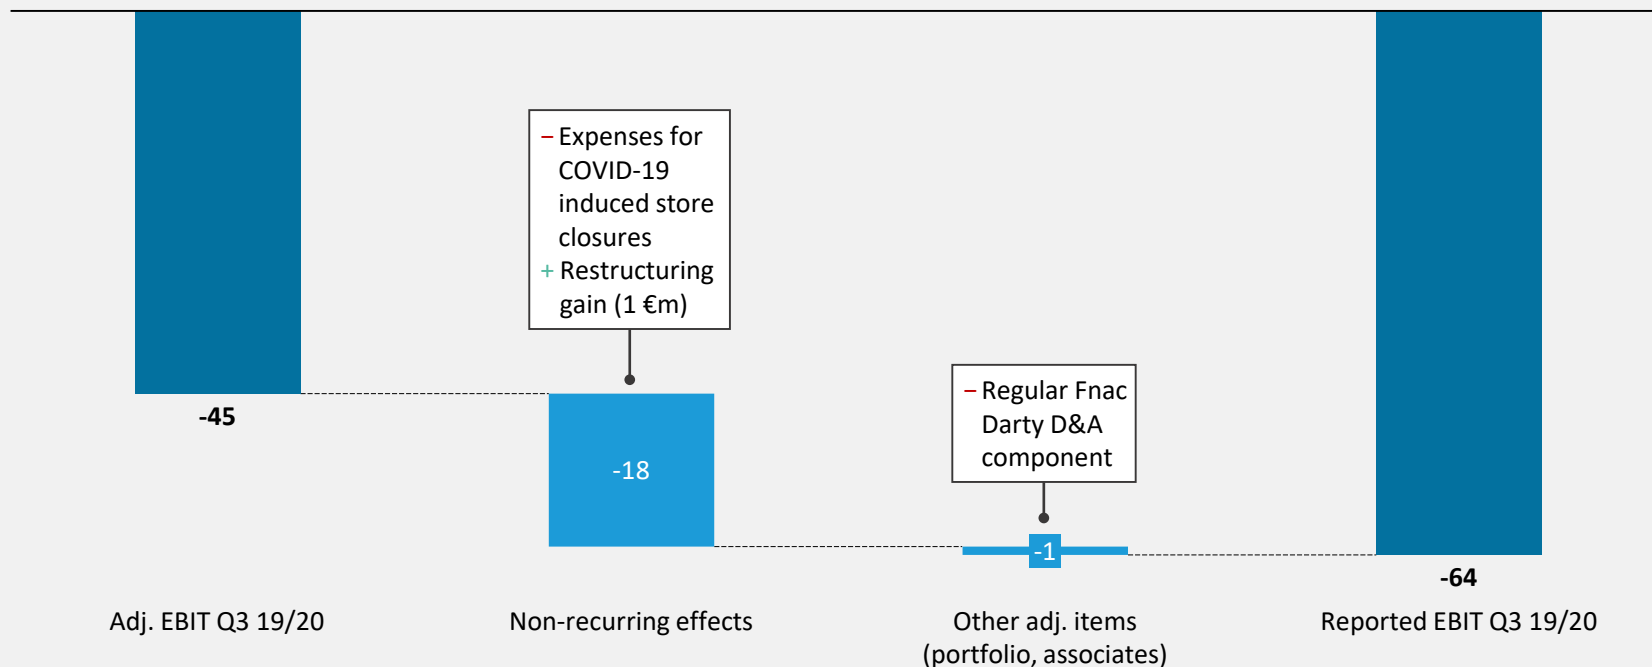 – Expenses for
COVID-19
induced store
closures
+ Restructuring
gain (1 €m)
– Regular Fnac
Darty D&A
component
-45
-18
-1
-64
Adj. EBIT Q3 19/20
Non-recurring effects
Other adj. items
(portfolio, associates)
Reported EBIT Q3 19/20